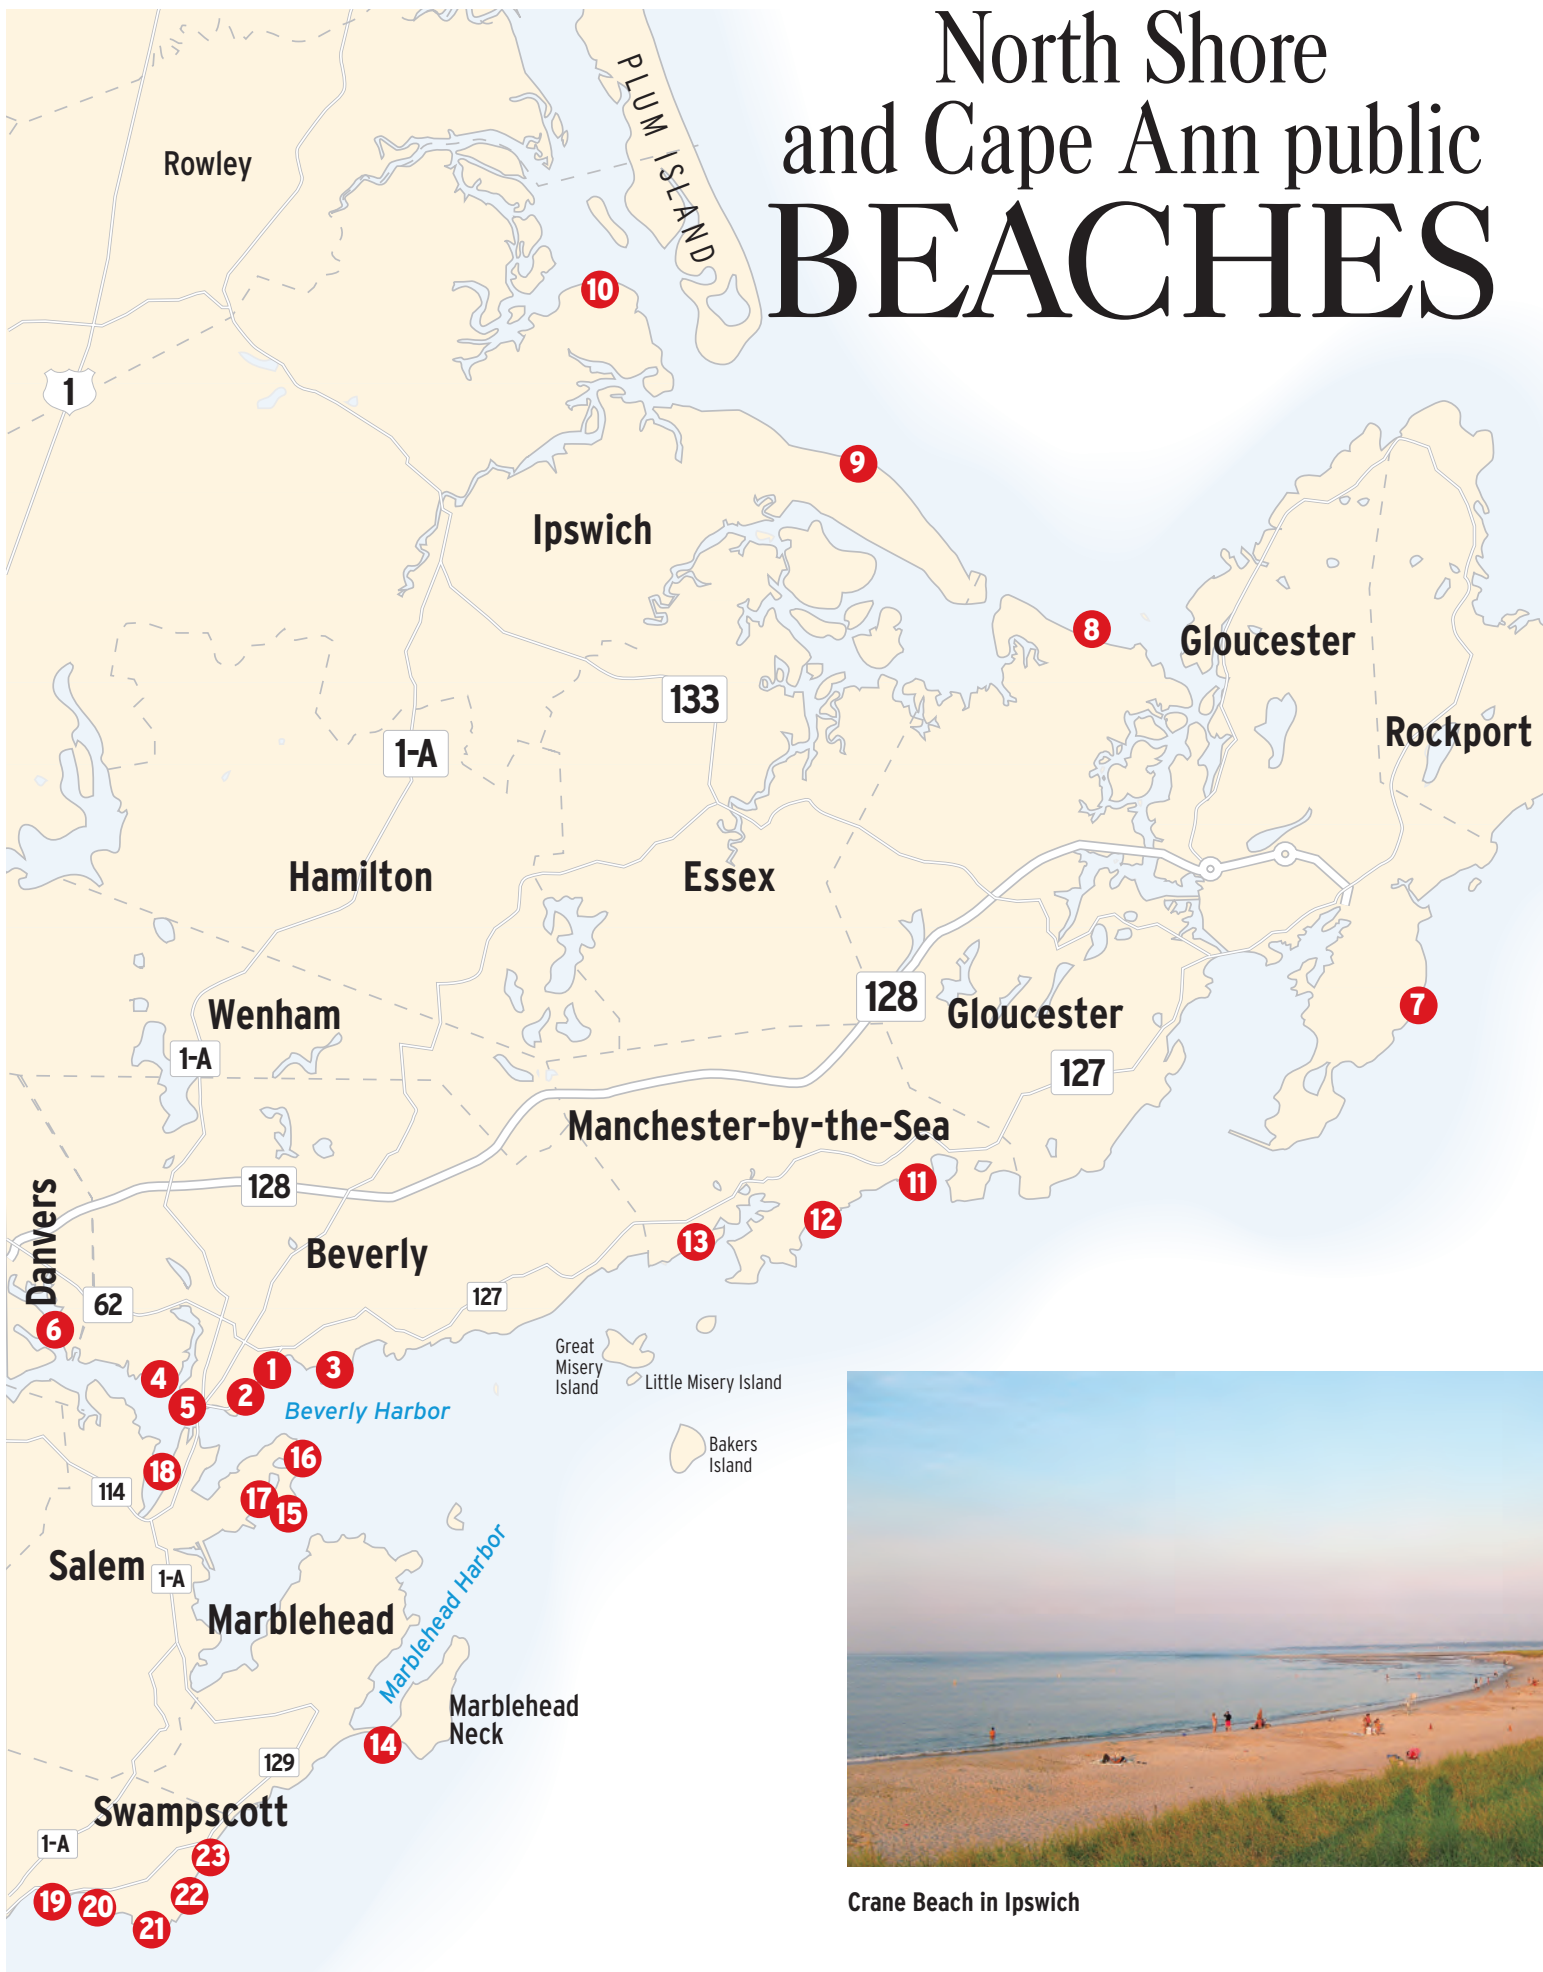 North Shore
and Cape Ann public
BEACHES
PLUM ISLAND
Rowley
10
1
9
Ipswich
8
Gloucester
133
Rockport
1-A
Hamilton
Essex
128
7
Wenham
Gloucester
1-A
127
Manchester-by-the-Sea
128
11
Danvers
12
13
Beverly
62
127
6
Great
Misery
Island
Little Misery Island
1
3
4
2
5
Beverly Harbor
Bakers
Island
16
18
114
17
15
Marblehead Harbor
Salem
1-A
Marblehead
Marblehead
Neck
14
129
Swampscott
1-A
23
22
19
20
21
Crane Beach in Ipswich